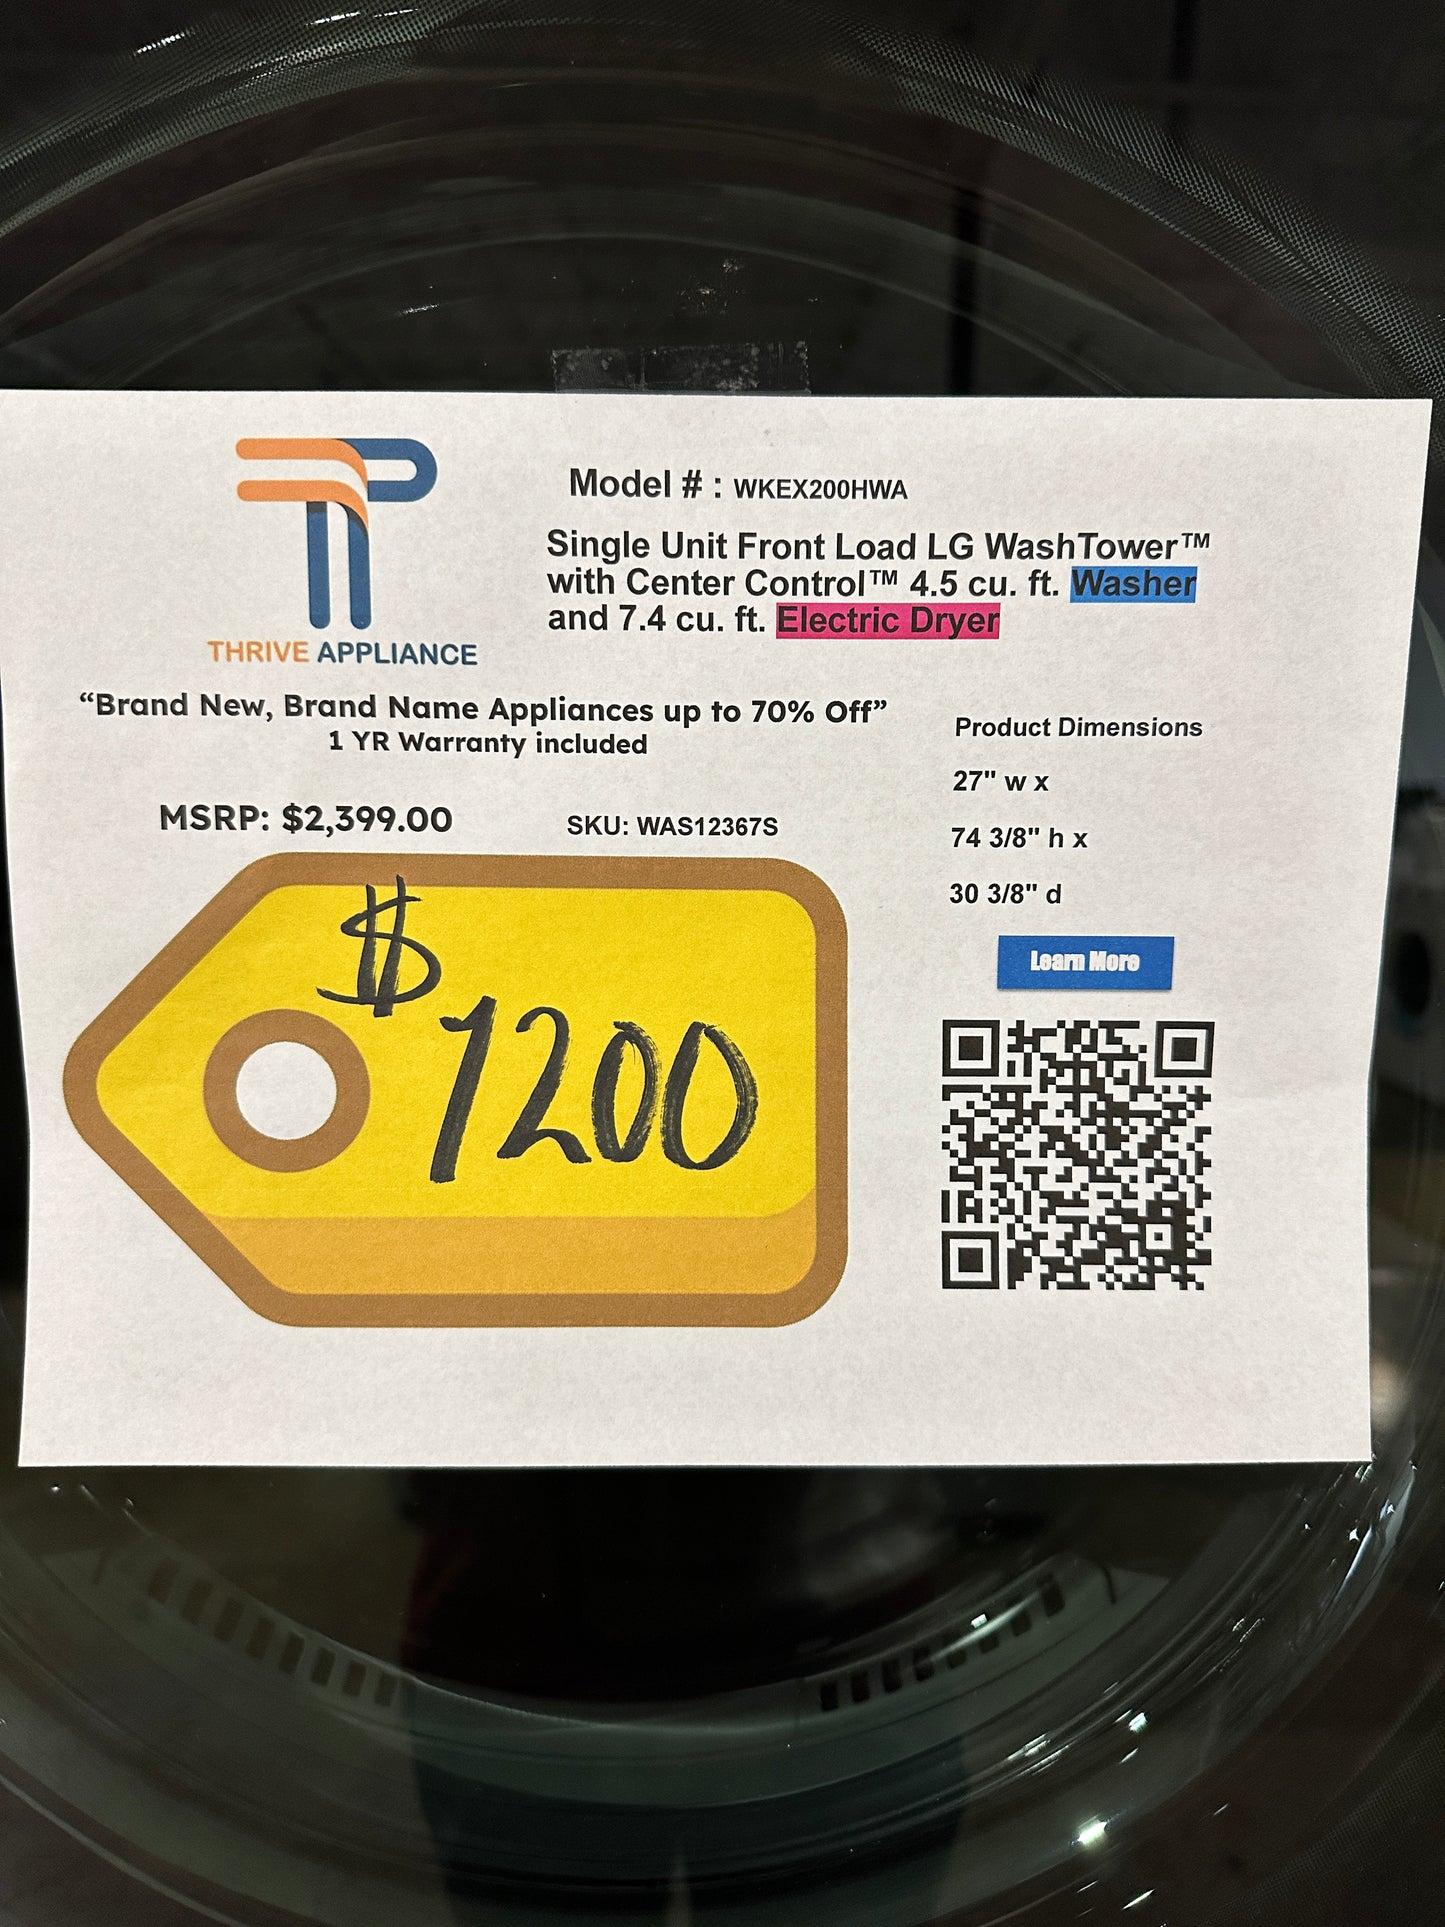 THRIVE APPLIANCE
Model # : WKEX200HWA
Single Unit Front Load LG WashTower™
with Center Control™ 4.5 cu. ft. Washer
and 7.4 cu. ft. Electric Dryer
“Brand New, Brand Name Appliances up to 70% Off”
1 YR Warranty included
MSRP: $2,399.00
SKU: WAS12367S
$1200
Product Dimensions
27" w x
74 3/8" h x
30 3/8" d
Learn More